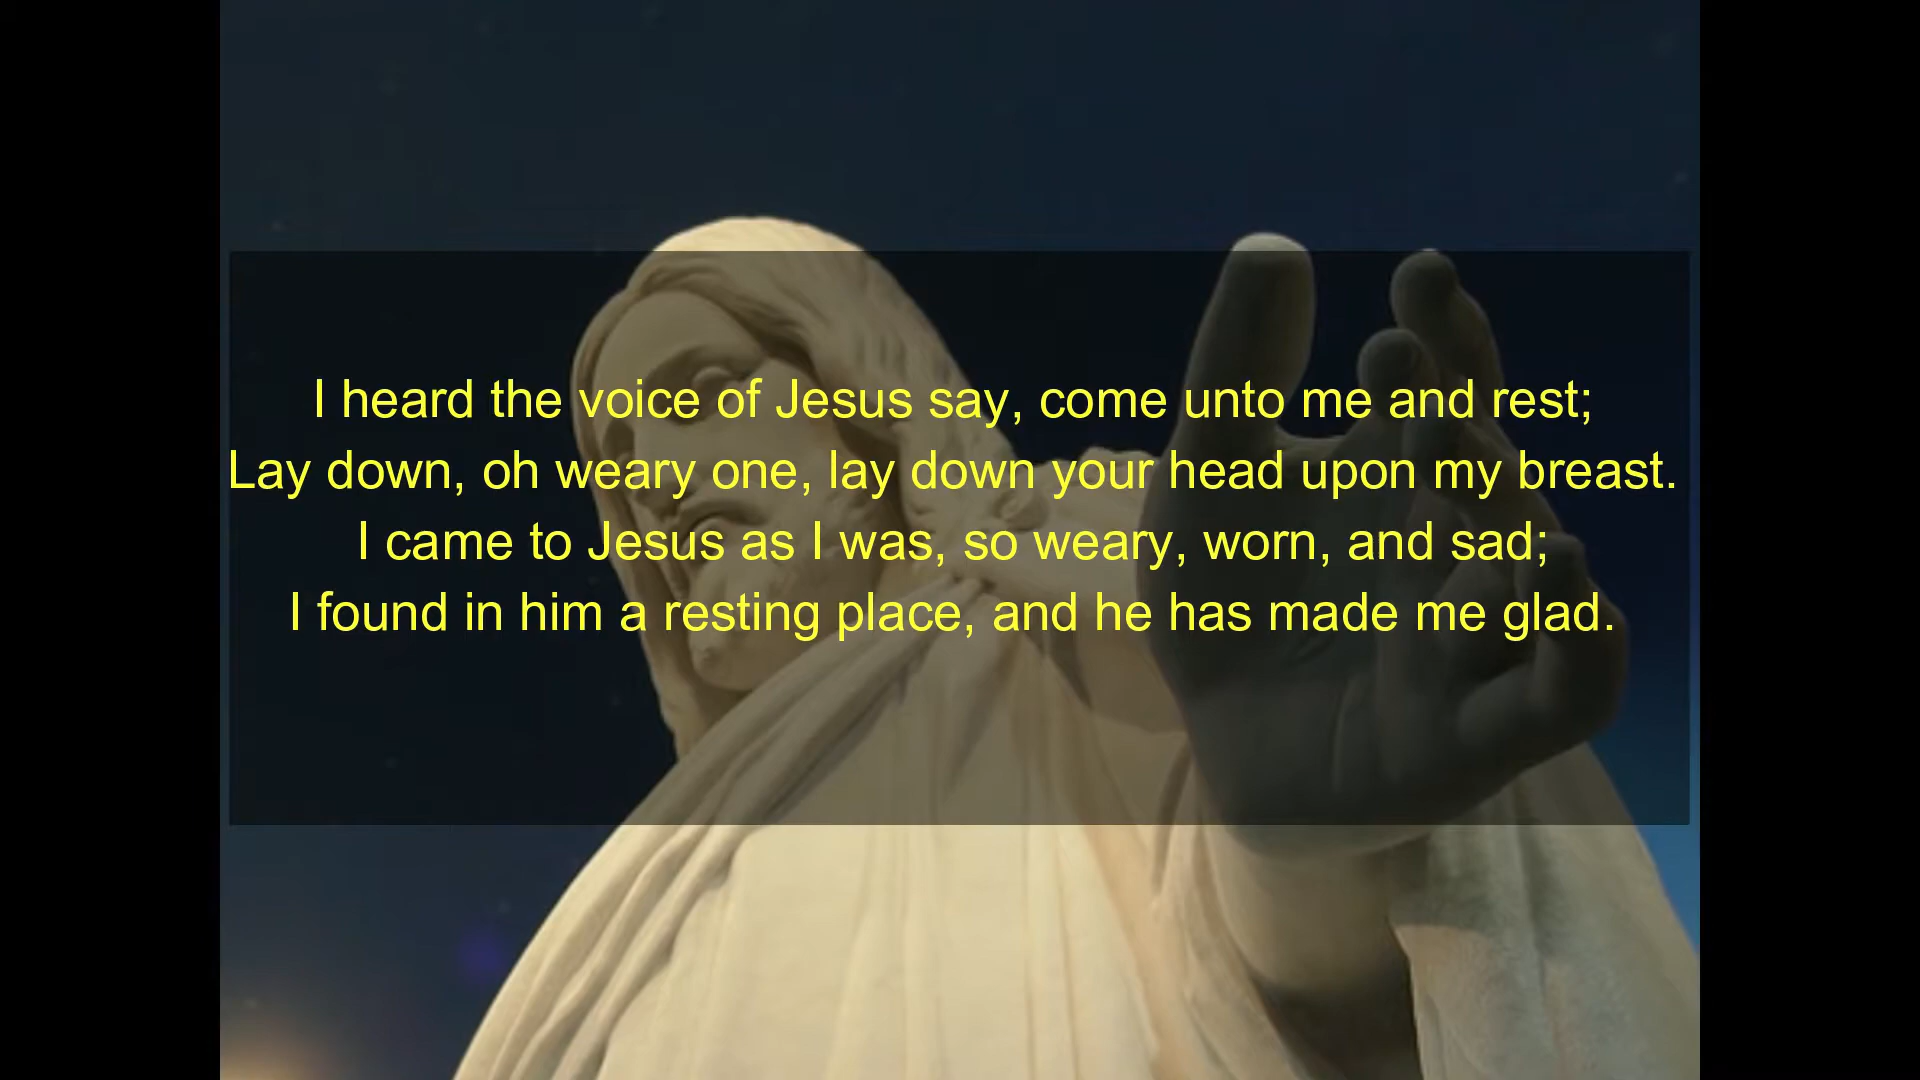 I heard the voice of Jesus say, come unto me and rest;
Lay down, oh weary one, lay down your head upon my breast.
I came to Jesus as I was, so weary, worn, and sad;
I found in him a resting place, and he has made me glad.